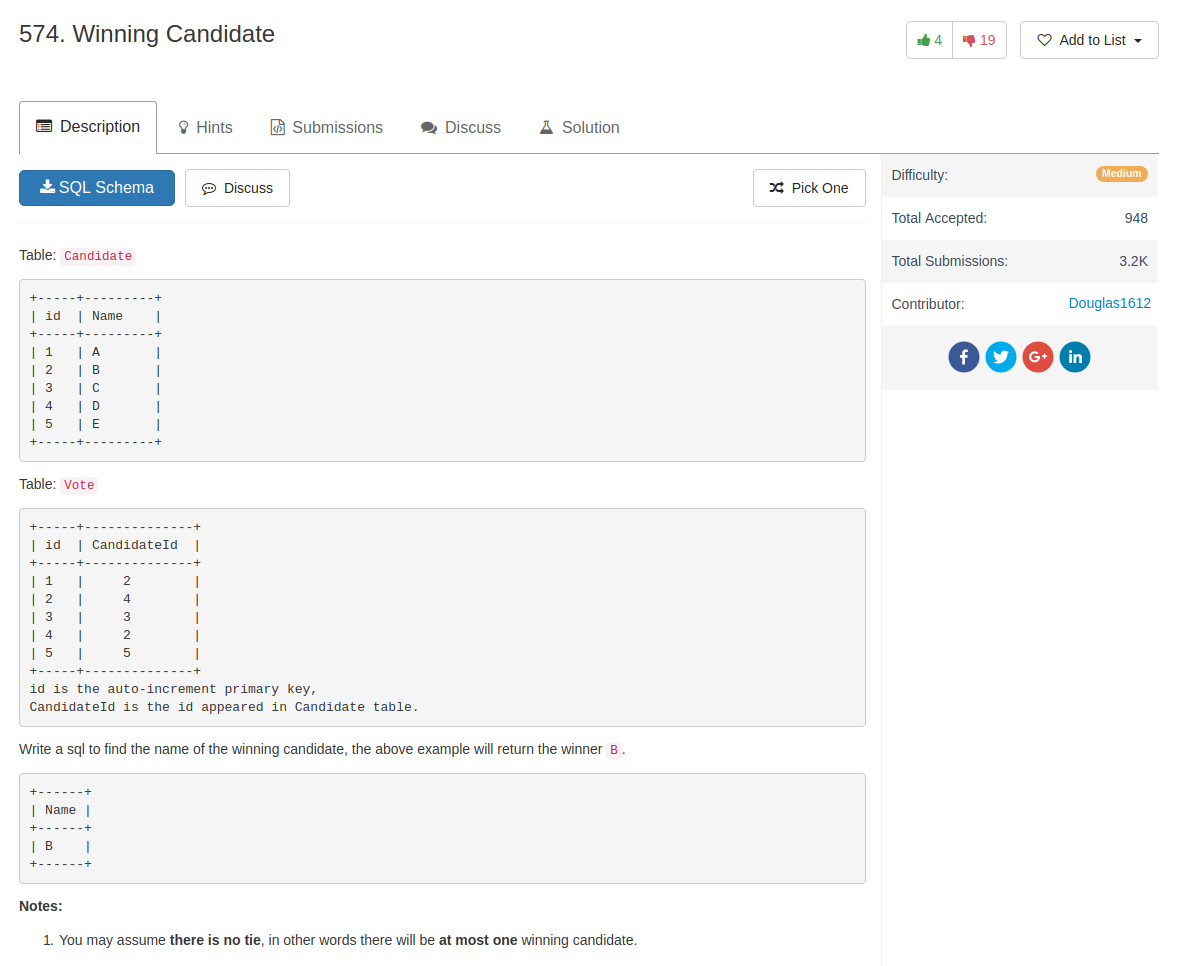 574. Winning Candidate
4
19
Add to List
Description
Hints
Submissions
Discuss
Solution
SQL Schema
Discuss
Pick One
Difficulty:
Medium
Total Accepted:
948
Total Submissions:
3.2K
Contributor:
Douglas1612
f
G+
in
Table: Candidate
+-----+---------+
| id  | Name    |
+-----+---------+
| 1   | A       |
| 2   | B       |
| 3   | C       |
| 4   | D       |
| 5   | E       |
+-----+---------+
Table: Vote
+-----+--------------+
| id  | CandidateId  |
+-----+--------------+
| 1   |     2        |
| 2   |     4        |
| 3   |     3        |
| 4   |     2        |
| 5   |     5        |
+-----+--------------+
id is the auto-increment primary key,
CandidateId is the id appeared in Candidate table.
Write a sql to find the name of the winning candidate, the above example will return the winner B.
+------+
| Name |
+------+
| B    |
+------+
Notes:
1. You may assume there is no tie, in other words there will be at most one winning candidate.